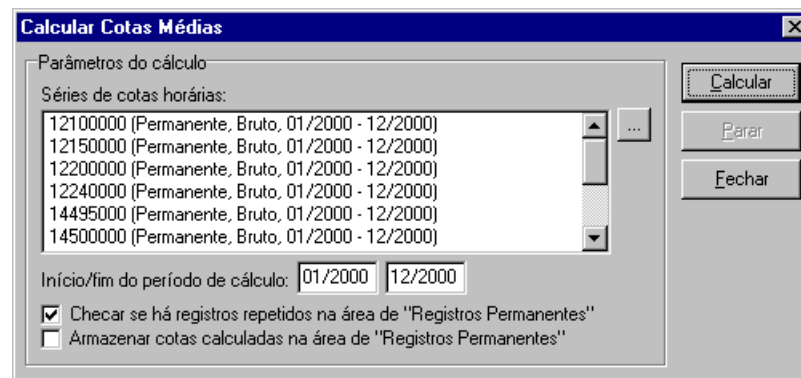 Calcular Cotas Médias
Parâmetros do cálculo
Séries de cotas horárias:
12100000 (Permanente, Bruto, 01/2000 - 12/2000)
12150000 (Permanente, Bruto, 01/2000 - 12/2000)
12200000 (Permanente, Bruto, 01/2000 - 12/2000)
12240000 (Permanente, Bruto, 01/2000 - 12/2000)
14495000 (Permanente, Bruto, 01/2000 - 12/2000)
14500000 (Permanente, Bruto, 01/2000 - 12/2000)
...
Início/fim do período de cálculo: 01/2000 12/2000
Checar se há registros repetidos na área de "Registros Permanentes"
Armazenar cotas calculadas na área de "Registros Permanentes"
Calcular
Parar
Fechar